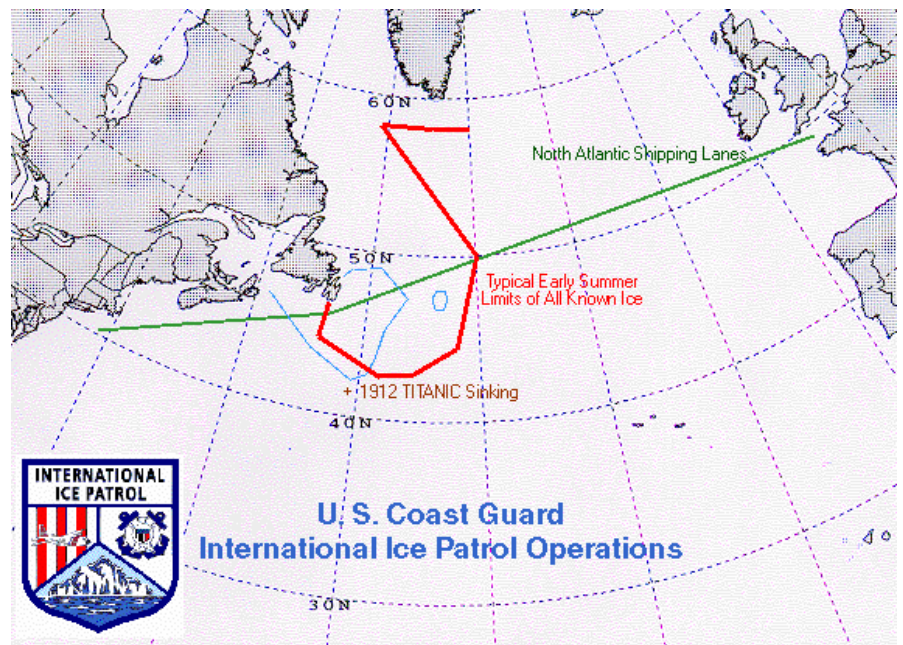 60N
North Atlantic Shipping Lanes
50N
Typical Early Summer
Limits of All Known Ice
+ 1912 TITANIC Sinking
40N
INTERNATIONAL
ICE PATROL
U. S. Coast Guard
International Ice Patrol Operations
30N